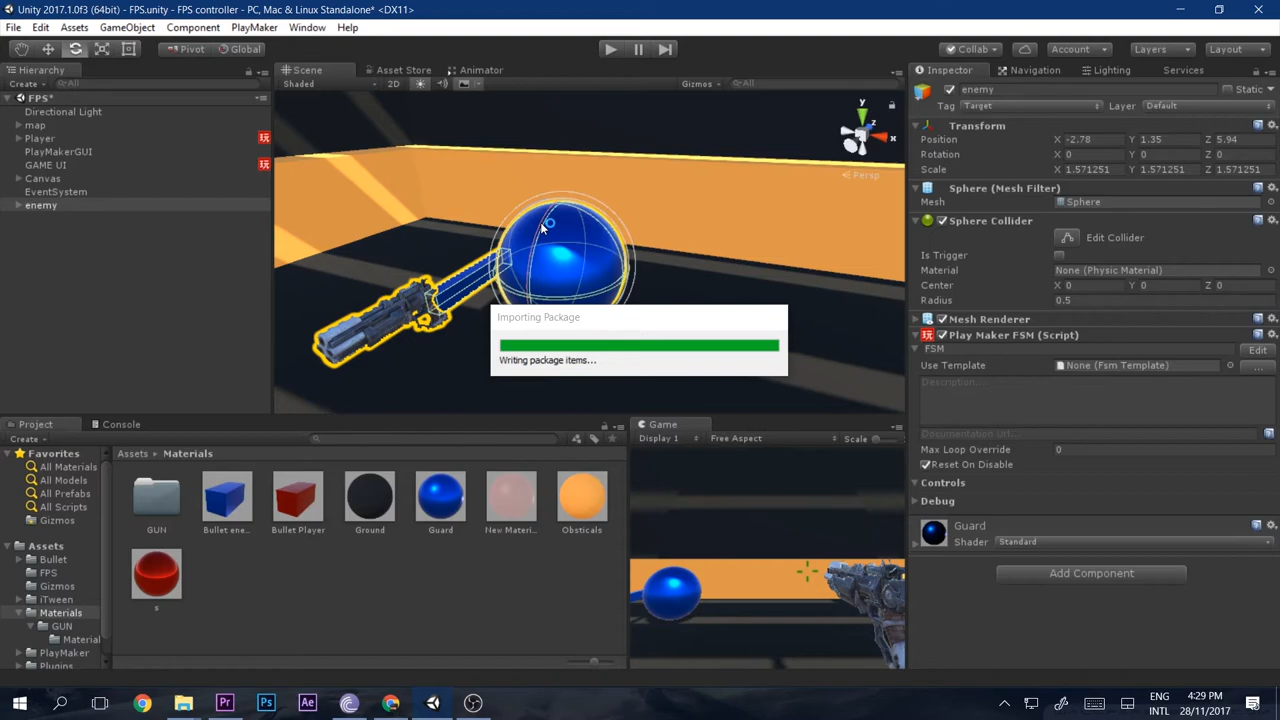 Unity 2017.1.0f3 (64bit) - FPS.unity - FPS controller - PC, Mac & Linux Standalone* <DX11>
File Edit Assets GameObject Component PlayMaker Window Help
Pivot Global Collab Account Layers Layout
Hierarchy
Create All
FPS*
Directional Light
map
Player
PlayMakerGUI
GAME UI
Canvas
EventSystem
enemy
Scene Asset Store Animator
Shaded 2D Gizmos All
y
z
x
Persp
Importing Package
Writing package items...
Inspector Navigation Lighting Services
enemy Static
Tag Target Layer Default
Transform
Position X -2.78 Y 1.35 Z 5.94
Rotation X 0 Y 0 Z 0
Scale X 1.571251 Y 1.571251 Z 1.571251
Sphere (Mesh Filter)
Mesh Sphere
Sphere Collider
Edit Collider
Is Trigger
Material None (Physic Material)
Center X 0 Y 0 Z 0
Radius 0.5
Mesh Renderer
Play Maker FSM (Script)
FSM Edit
Use Template None (Fsm Template) ...
Description...
Documentation Url...
Max Loop Override 0
Reset On Disable
Controls
Debug
Guard
Shader Standard
Add Component
Project Console
Create
Favorites
All Materials
All Models
All Prefabs
All Scripts
Gizmos
Assets
Bullet
FPS
Gizmos
iTween
Materials
GUN
Material
PlayMaker
Plugins
Assets Materials
GUN Bullet ene... Bullet Player Ground Guard New Materi... Obsticals
s
Game
Display 1 Free Aspect Scale
Pr Ps Ae
ENG
INTL
4:29 PM
28/11/2017